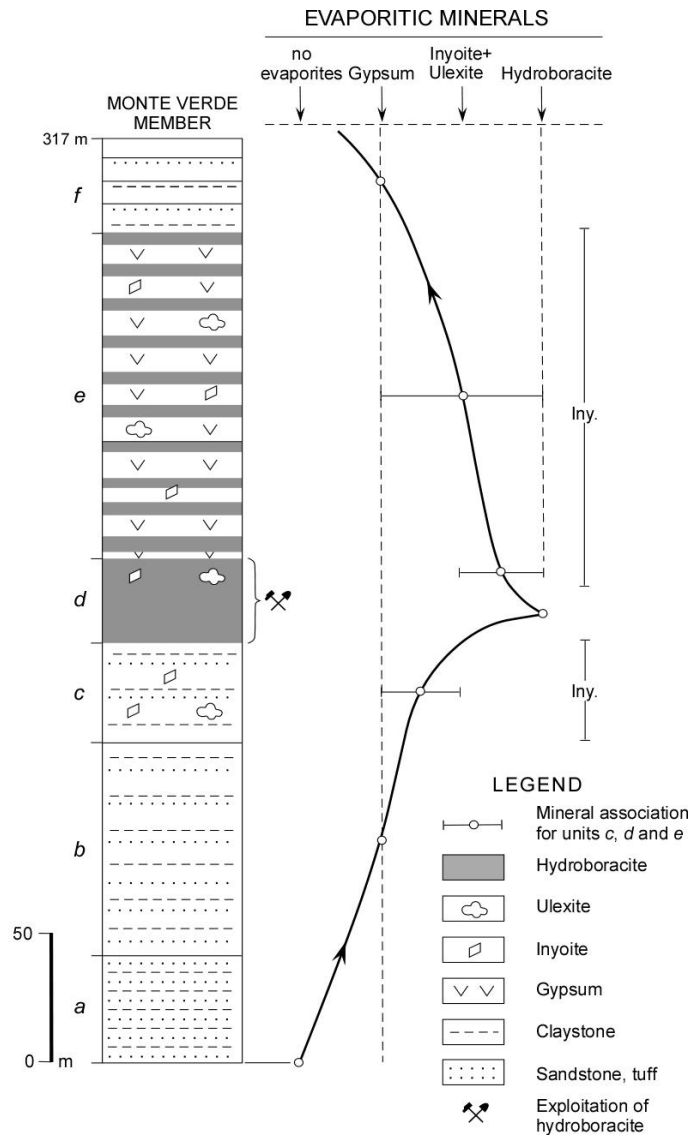 EVAPORITIC MINERALS
no evaporites
Gypsum
Inyoite+
Ulexite
Hydroboracite
MONTE VERDE
MEMBER
317 m
f
e
d
c
b
a
50
0 m
Iny.
Iny.
LEGEND
Mineral association
for units c, d and e
Hydroboracite
Ulexite
Inyoite
Gypsum
Claystone
Sandstone, tuff
Exploitation of
hydroboracite